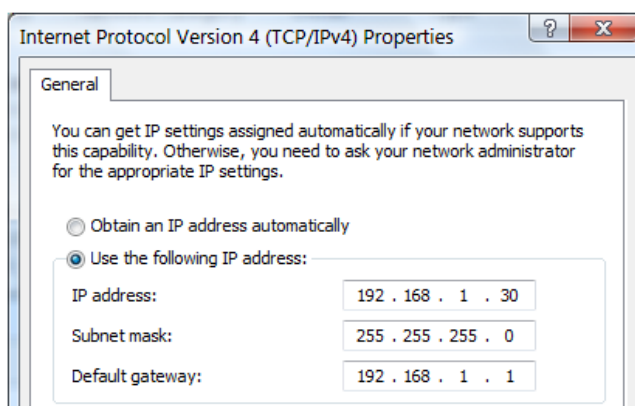 Internet Protocol Version 4 (TCP/IPv4) Properties
General
You can get IP settings assigned automatically if your network supports
this capability. Otherwise, you need to ask your network administrator
for the appropriate IP settings.
Obtain an IP address automatically
Use the following IP address:
IP address: 192 . 168 . 1 . 30
Subnet mask: 255 . 255 . 255 . 0
Default gateway: 192 . 168 . 1 . 1